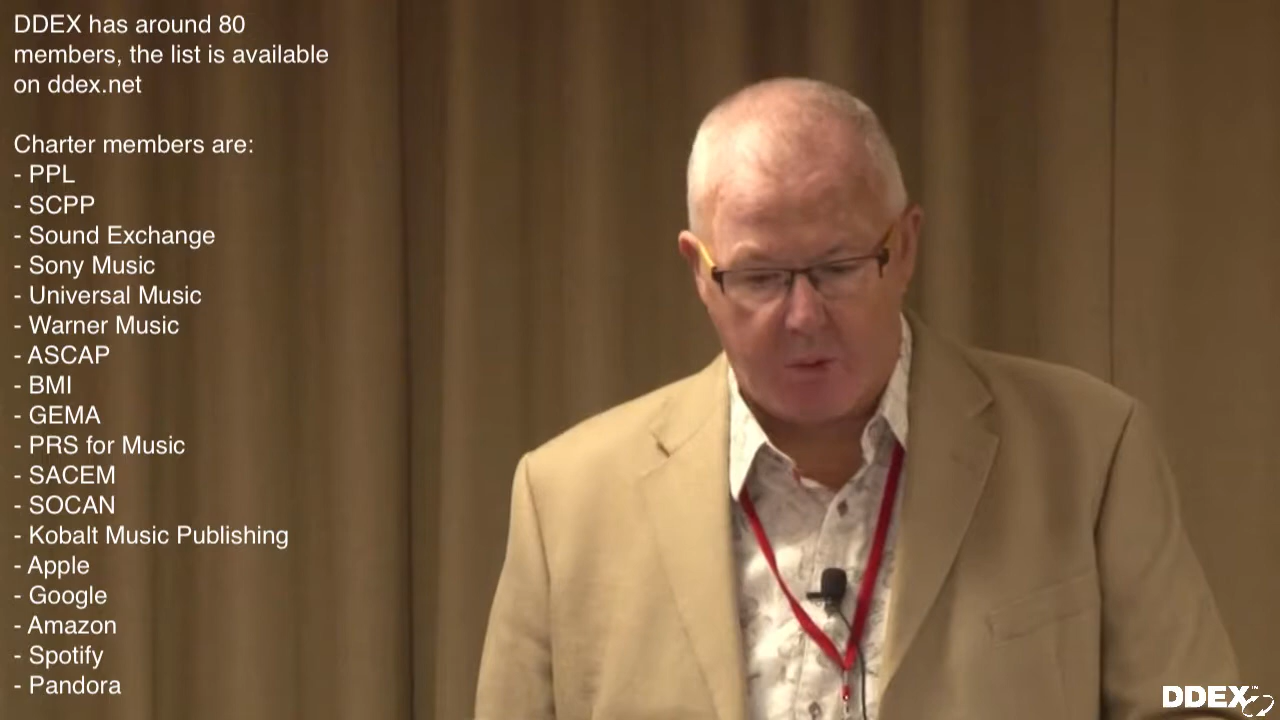 DDEX has around 80
members, the list is available
on ddex.net
Charter members are:
- PPL
- SCPP
- Sound Exchange
- Sony Music
- Universal Music
- Warner Music
- ASCAP
- BMI
- GEMA
- PRS for Music
- SACEM
- SOCAN
- Kobalt Music Publishing
- Apple
- Google
- Amazon
- Spotify
- Pandora
DDEX